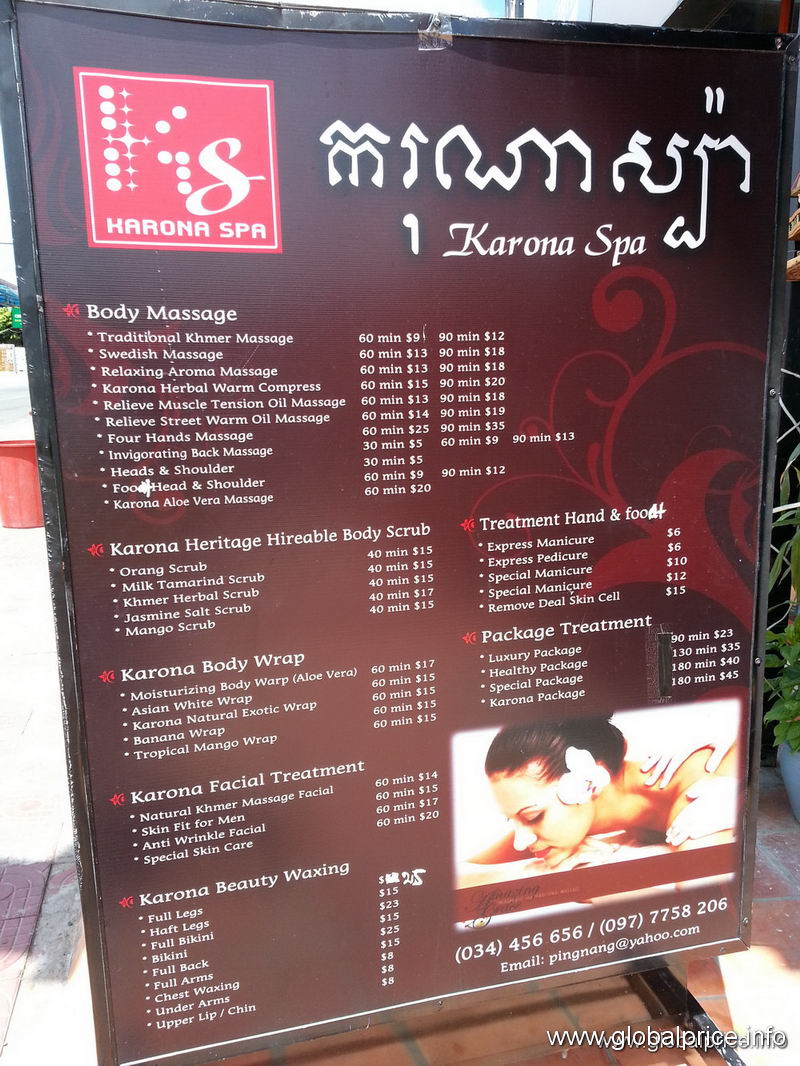 KS
KARONA SPA
ករុណា ស្ប៉ា
Karona Spa
Body Massage
* Traditional Khmer Massage 60 min $9 90 min $12
* Swedish Massage 60 min $13 90 min $18
* Relaxing Aroma Massage 60 min $13 90 min $18
* Karona Herbal Warm Compress 60 min $15 90 min $20
* Relieve Muscle Tension Oil Massage 60 min $13 90 min $18
* Relieve Street Warm Oil Massage 60 min $14 90 min $19
* Four Hands Massage 60 min $25 90 min $35
* Invigorating Back Massage 30 min $5 60 min $9 90 min $13
* Heads & Shoulder 30 min $5
* Foot Head & Shoulder 60 min $9 90 min $12
* Karona Aloe Vera Massage 60 min $20
Karona Heritage Hireable Body Scrub
* Orang Scrub 40 min $15
* Milk Tamarind Scrub 40 min $15
* Khmer Herbal Scrub 40 min $15
* Jasmine Salt Scrub 40 min $17
* Mango Scrub 40 min $15
Karona Body Wrap
* Moisturizing Body Warp (Aloe Vera) 60 min $17
* Asian White Wrap 60 min $15
* Karona Natural Exotic Wrap 60 min $15
* Banana Wrap 60 min $15
* Tropical Mango Wrap 60 min $15
Karona Facial Treatment
* Natural Khmer Massage Facial 60 min $14
* Skin Fit for Men 60 min $15
* Anti Wrinkle Facial 60 min $17
* Special Skin Care 60 min $20
Karona Beauty Waxing
* Full Legs $ 25
* Haft Legs $15
* Full Bikini $23
* Bikini $15
* Full Back $25
* Full Arms $15
* Chest Waxing $8
* Under Arms $8
* Upper Lip / Chin $8
Treatment Hand & foot
* Express Manicure $6
* Express Pedicure $6
* Special Manicure $10
* Special Manicure $12
* Remove Deal Skin Cell $15
Package Treatment
* Luxury Package 90 min $23
* Healthy Package 130 min $35
* Special Package 180 min $40
* Karona Package 180 min $45
Amazing
Grace
(034) 456 656 / (097) 7758 206
Email: pingnang@yahoo.com
www.globalprice.info